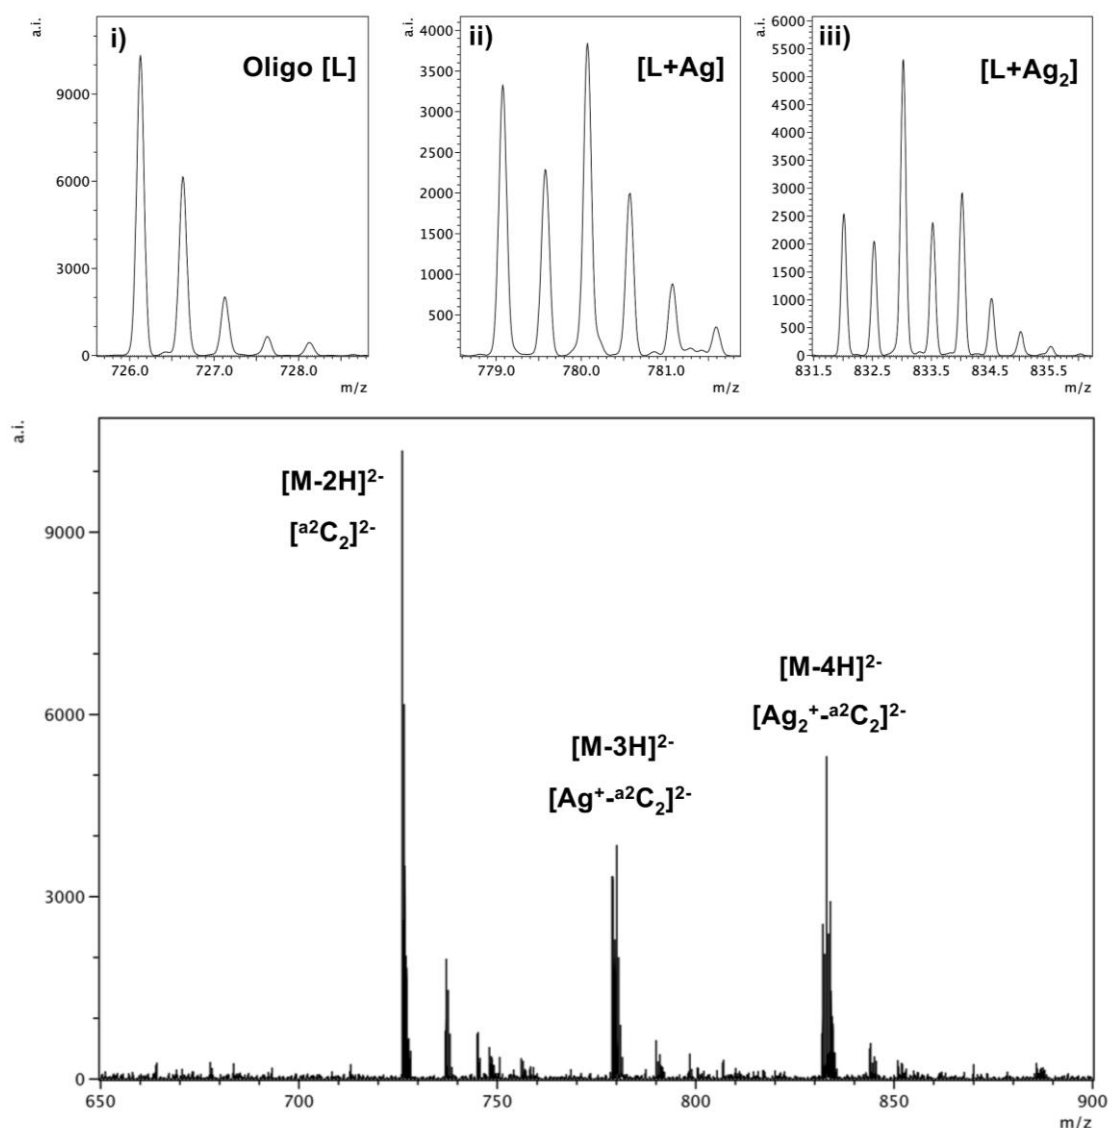 a.i.
i)
Oligo [L]
9000
6000
3000
0
726.0 727.0 728.0
m/z
a.i.
ii)
[L+Ag]
4000
3500
3000
2500
2000
1500
1000
500
779.0 780.0 781.0
m/z
a.i.
iii)
[L+Ag₂]
6000
5500
5000
4500
4000
3500
3000
2500
2000
1500
1000
500
0
831.5 832.5 833.5 834.5 835.5
m/z
a.i.
[M-2H]²⁻
[ᵃ²C₂]²⁻
9000
[M-4H]²⁻
[Ag₂⁺-ᵃ²C₂]²⁻
6000
[M-3H]²⁻
[Ag⁺-ᵃ²C₂]²⁻
3000
0
650 700 750 800 850 900
m/z